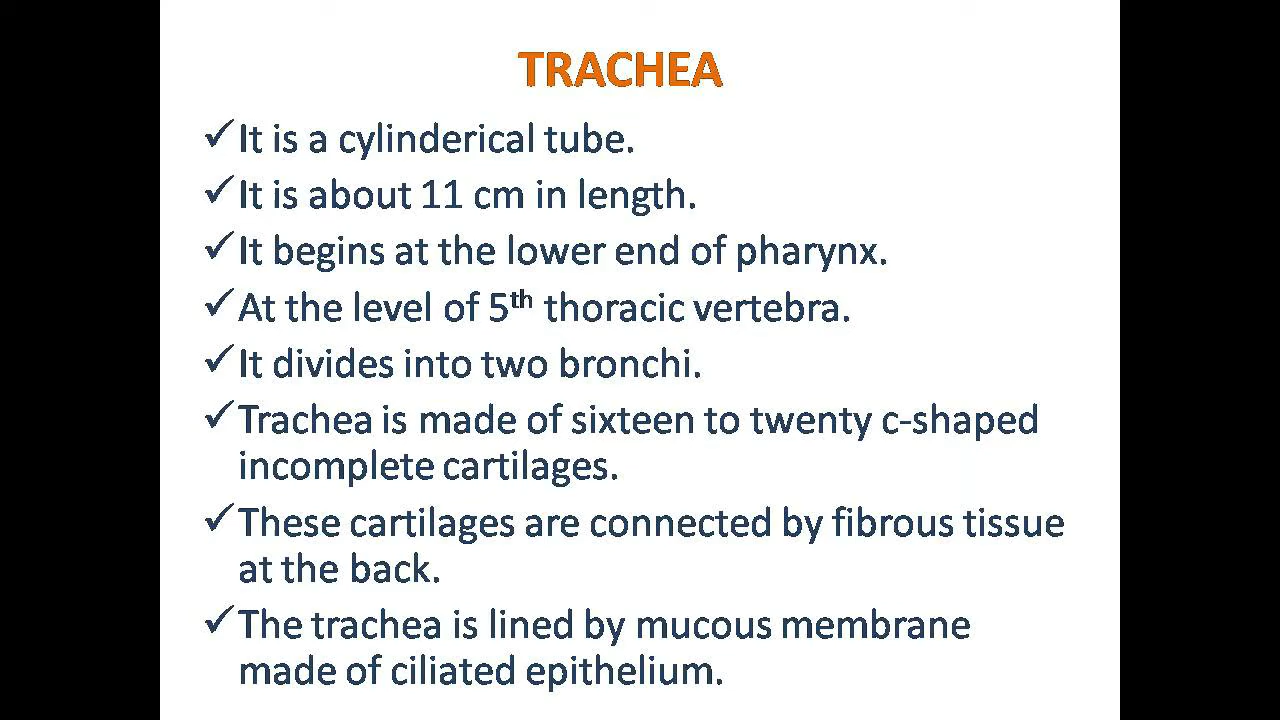 TRACHEA
✓It is a cylinderical tube.
✓It is about 11 cm in length.
✓It begins at the lower end of pharynx.
✓At the level of 5th thoracic vertebra.
✓It divides into two bronchi.
✓Trachea is made of sixteen to twenty c-shaped
incomplete cartilages.
✓These cartilages are connected by fibrous tissue
at the back.
✓The trachea is lined by mucous membrane
made of ciliated epithelium.